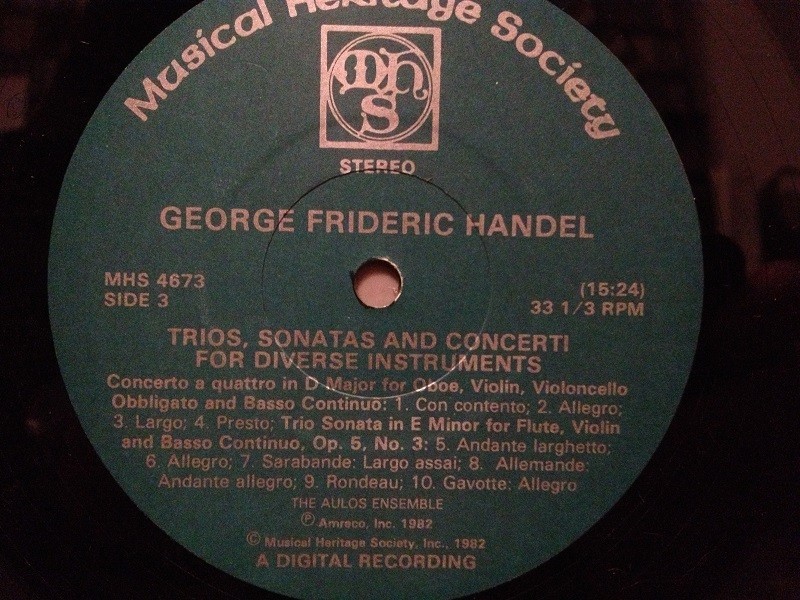 Musical Heritage Society
MHS
STEREO
GEORGE FRIDERIC HANDEL
MHS 4673
SIDE 3
(15:24)
33 1/3 RPM
TRIOS, SONATAS AND CONCERTI
FOR DIVERSE INSTRUMENTS
Concerto a quattro in D Major for Oboe, Violin, Violoncello
Obbligato and Basso Continuo: 1. Con contento; 2. Allegro;
3. Largo; 4. Presto; Trio Sonata in E Minor for Flute, Violin
and Basso Continuo, Op. 5, No. 3: 5. Andante larghetto;
6. Allegro; 7. Sarabande: Largo assai; 8. Allemande:
Andante allegro; 9. Rondeau; 10. Gavotte: Allegro
THE AULOS ENSEMBLE
℗ Amreco, Inc. 1982
© Musical Heritage Society, Inc., 1982
A DIGITAL RECORDING